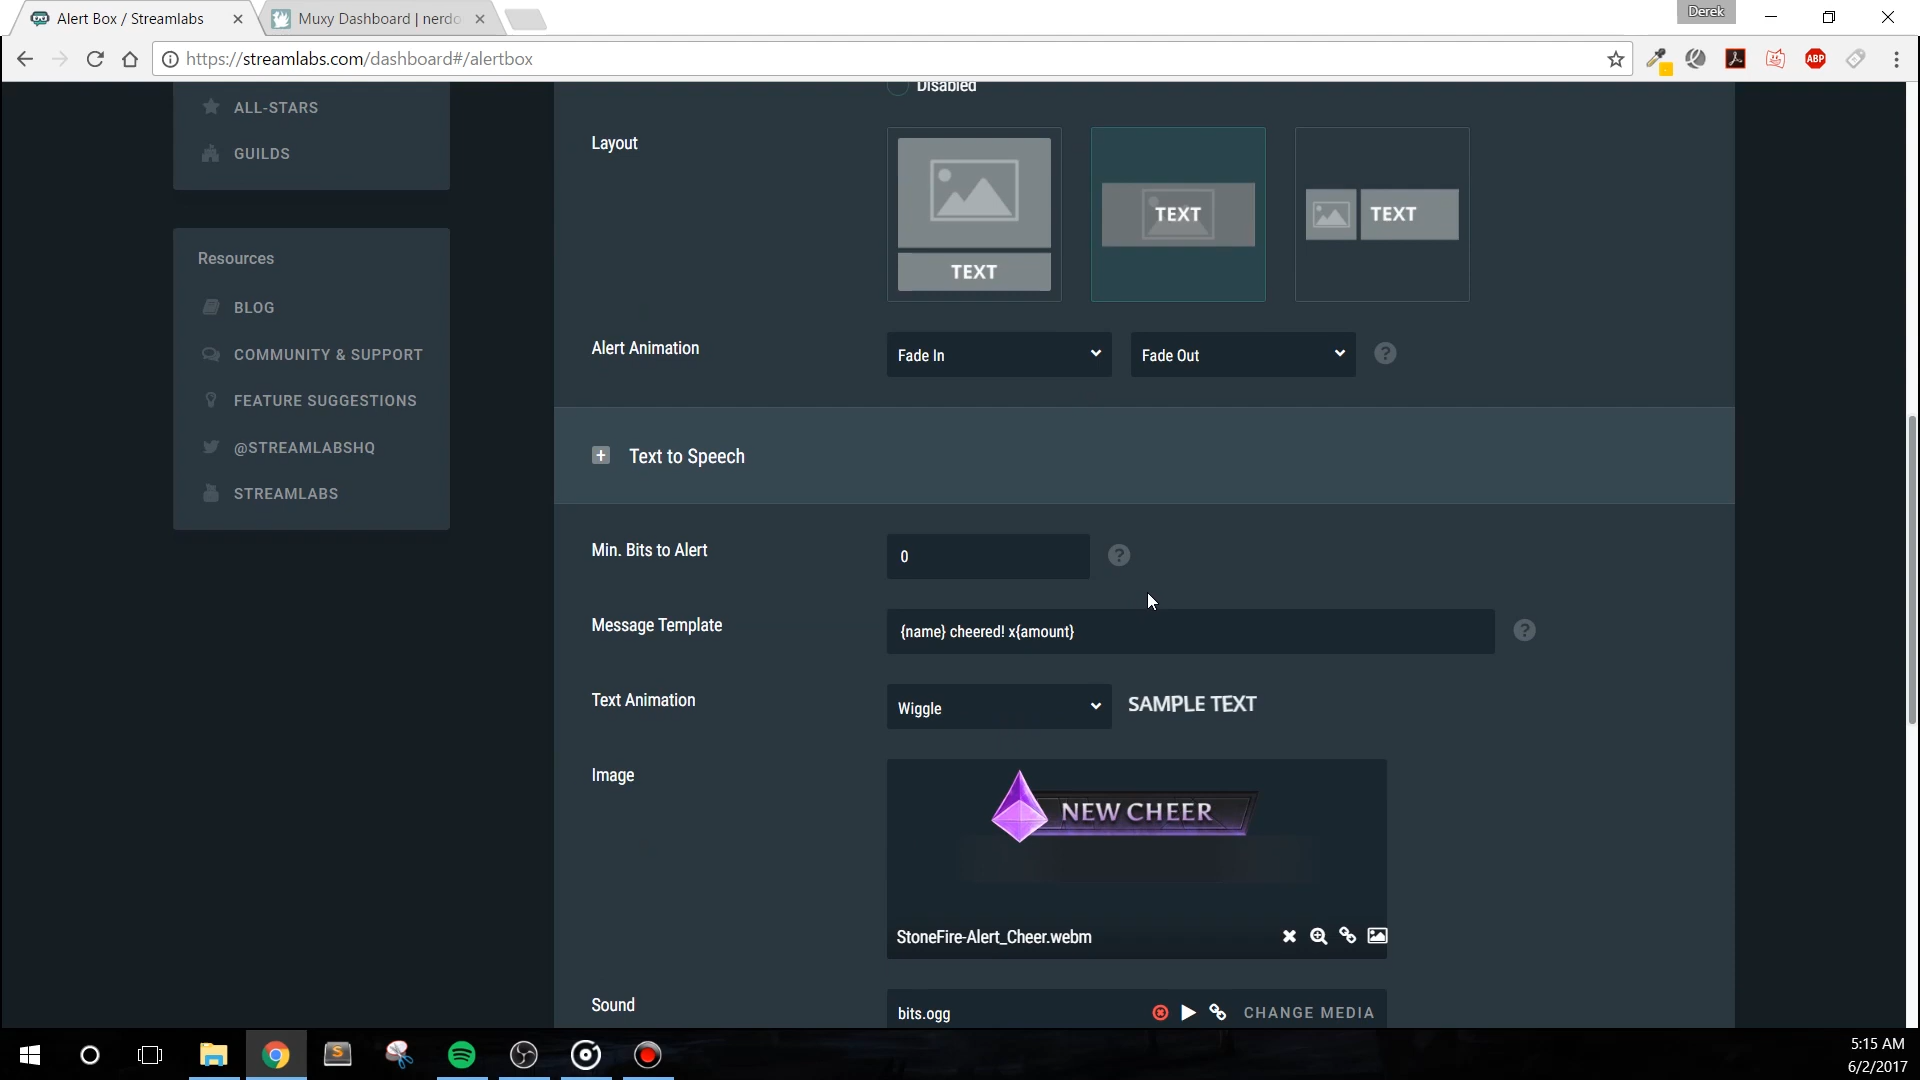 Alert Box / Streamlabs
Muxy Dashboard | nerdo
Derek
https://streamlabs.com/dashboard#/alertbox
ABP
ALL-STARS
GUILDS
Resources
BLOG
COMMUNITY & SUPPORT
FEATURE SUGGESTIONS
@STREAMLABSHQ
STREAMLABS
Disabled
Layout
TEXT
TEXT
TEXT
Alert Animation
Fade In
Fade Out
?
+ Text to Speech
Min. Bits to Alert
0
?
Message Template
{name} cheered! x{amount}
?
Text Animation
Wiggle
SAMPLE TEXT
Image
NEW CHEER
StoneFire-Alert_Cheer.webm
Sound
bits.ogg
CHANGE MEDIA
5:15 AM
6/2/2017